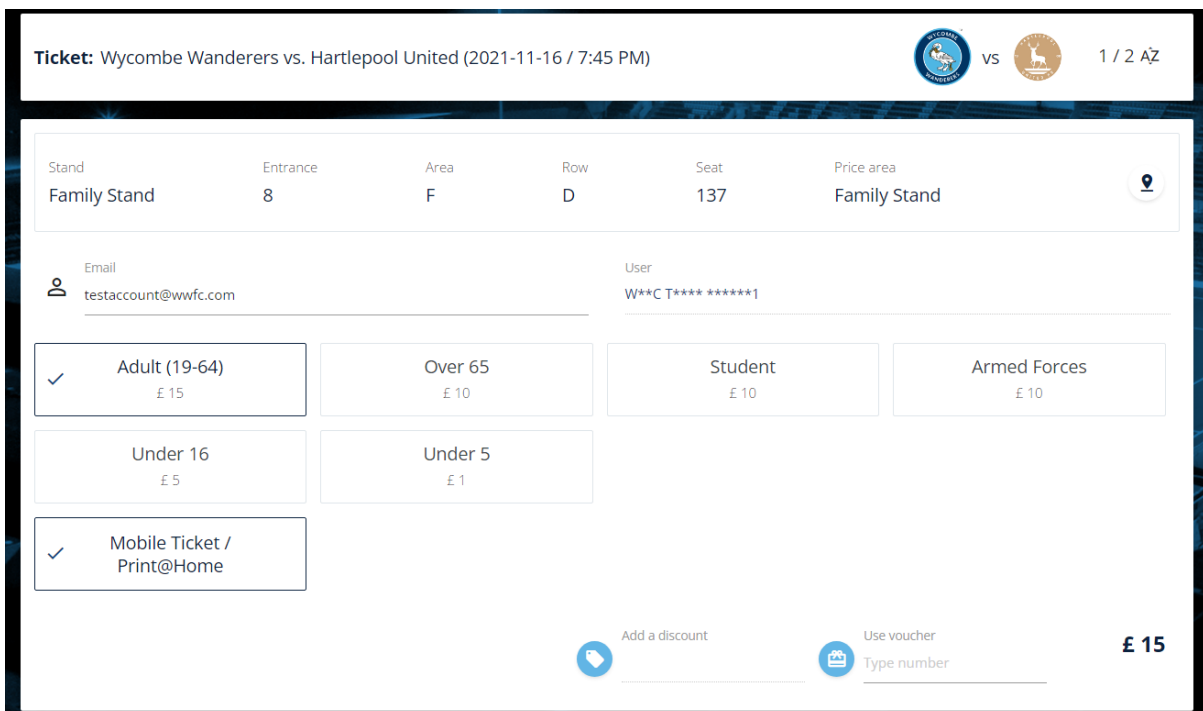 Ticket: Wycombe Wanderers vs. Hartlepool United (2021-11-16 / 7:45 PM)
WYCOMBE
WANDERERS
vs
1 / 2 AZ
Stand Entrance Area Row Seat Price area
Family Stand 8 F D 137 Family Stand
Email User
testaccount@wwfc.com W**C T**** ******1
Adult (19-64) Over 65 Student Armed Forces
£ 15 £ 10 £ 10 £ 10
Under 16 Under 5
£ 5 £ 1
Mobile Ticket /
Print@Home
Add a discount Use voucher
Type number
£ 15